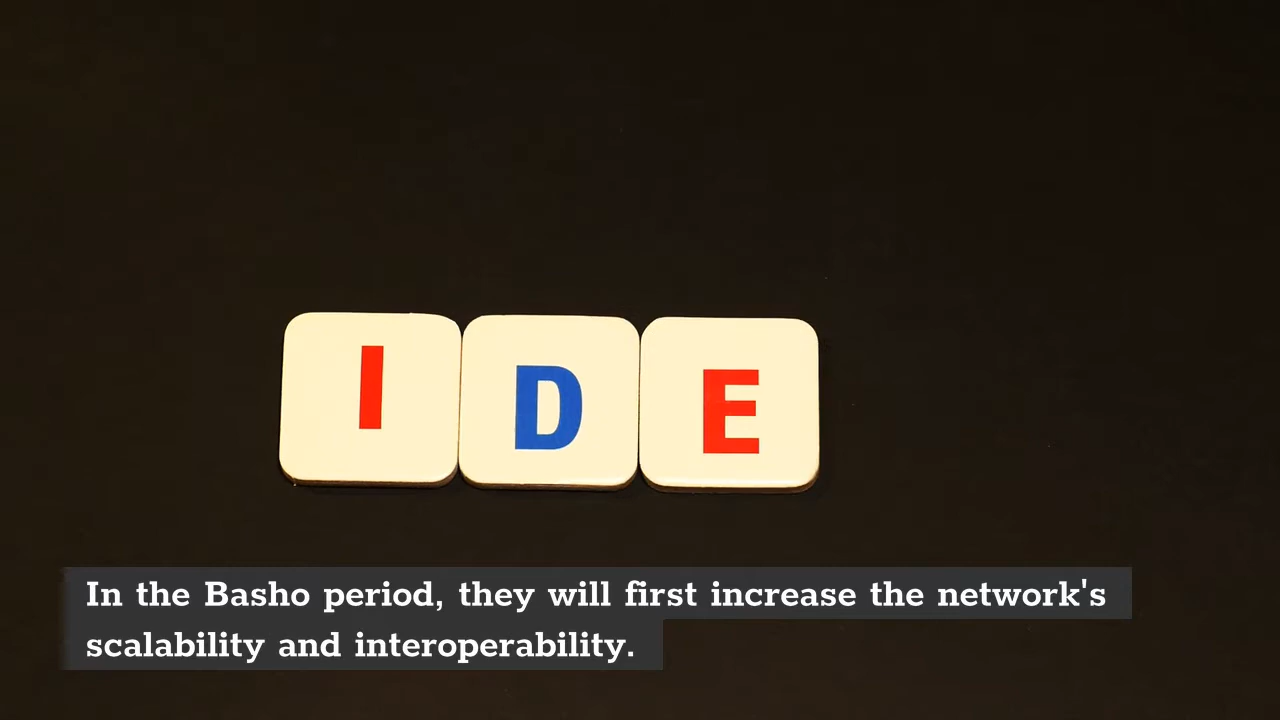 I D E
In the Basho period, they will first increase the network's
scalability and interoperability.